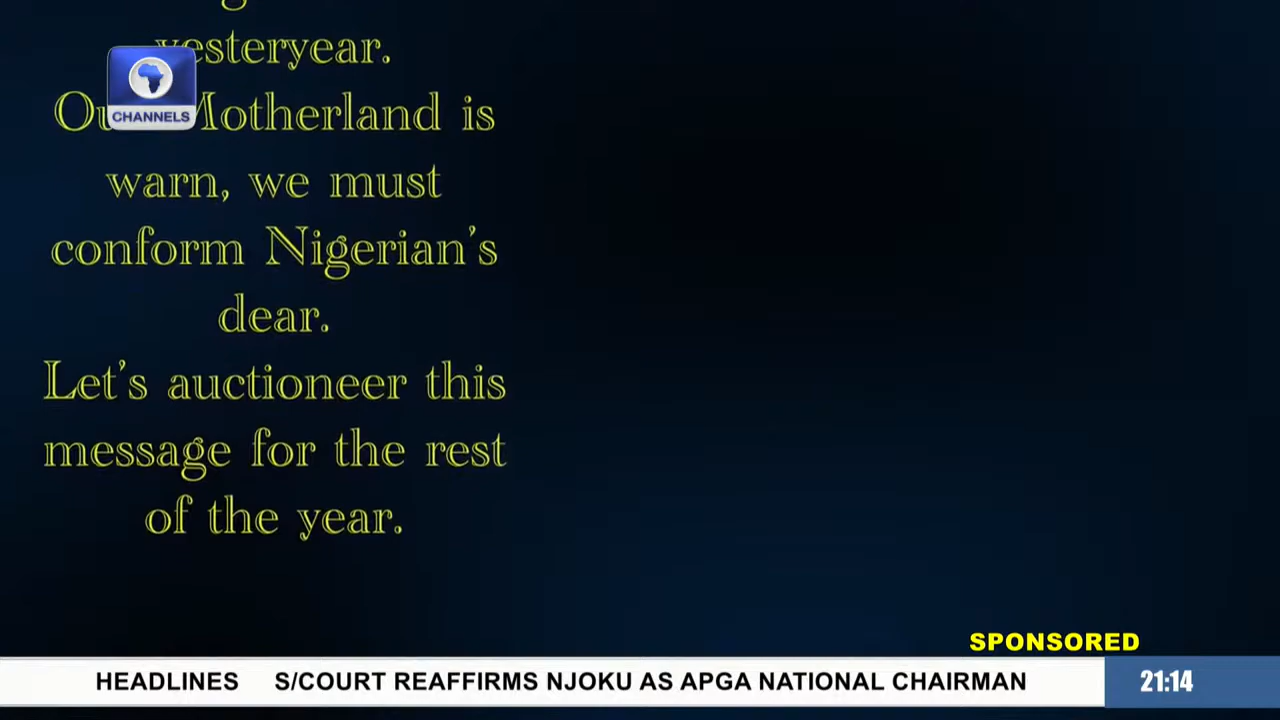 yesteryear.
CHANNELS
Motherland is
warn, we must
conform Nigerian's
dear.
Let's auctioneer this
message for the rest
of the year.
SPONSORED
HEADLINES S/COURT REAFFIRMS NJOKU AS APGA NATIONAL CHAIRMAN 21:14